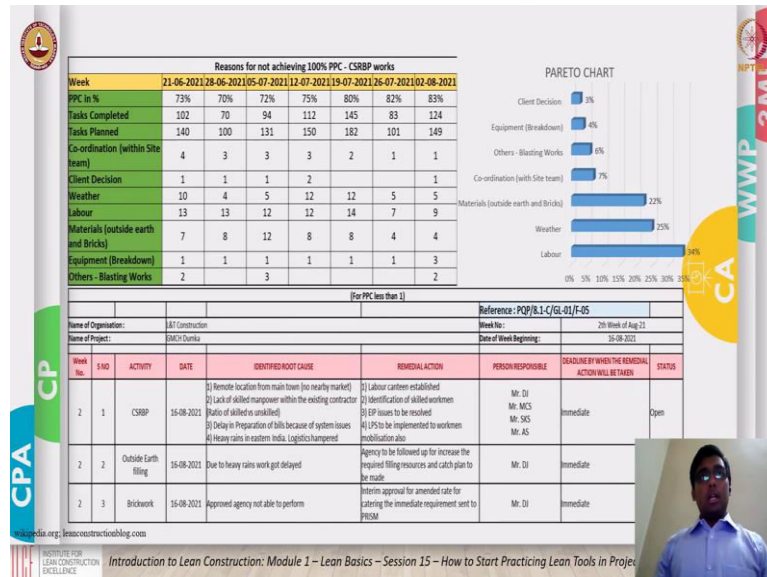 Reasons for not achieving 100% PPC - CSRBP works
Week 21-06-2021 28-06-2021 05-07-2021 12-07-2021 19-07-2021 26-07-2021 02-08-2021
PPC in % 73% 70% 72% 75% 80% 82% 83%
Tasks Completed 102 70 94 112 145 83 124
Tasks Planned 140 100 131 150 182 101 149
Co-ordination (within Site
team) 4 3 3 3 2 1 1
Client Decision 1 1 1 2 1
Weather 10 4 5 12 12 5 5
Labour 13 13 12 12 14 7 9
Materials (outside earth
and Bricks) 7 8 12 8 8 4 4
Equipment (Breakdown) 1 1 1 1 1 1 3
Others - Blasting Works 2 3 2
PARETO CHART
Client Decision 3%
Equipment (Breakdown) 4%
Others - Blasting Works 6%
Co-ordination (with Site team) 7%
Materials (outside earth and Bricks) 22%
Weather 25%
Labour 34%
0% 5% 10% 15% 20% 25% 30% 35%
NPT
WWP
CA
CP
CPA
(For PPC less than 1)
Reference : PQP/8.1-C/GL-01/F-05
Name of Organisation : L&T Construction Week No : 2th Week of Aug-21
Name of Project : GMCH Dumka Date of Week Beginning : 16-08-2021
Week No. S NO ACTIVITY DATE IDENTIFIED ROOT CAUSE REMEDIAL ACTION PERSON RESPONSIBLE DEADLINE BY WHEN THE REMEDIAL ACTION WILL BE TAKEN STATUS
2 1 CSRBP 16-08-2021
1) Remote location from main town (no nearby market)
2) Lack of skilled manpower within the existing contractor
(Ratio of skilled vs unskilled)
3) Delay in Preparation of bills because of system issues
4) Heavy rains in eastern India. Logistics hampered
1) Labour canteen established
2) Identification of skilled workmen
3) EIP issues to be resolved
4) LPS to be implemented to workmen
mobilisation also
Mr. DJ
Mr. MCS
Mr. SKS
Mr. AS
Immediate Open
2 2 Outside Earth filling 16-08-2021 Due to heavy rains work got delayed
Agency to be followed up for increase the
required filling resources and catch plan to
be made
Mr. DJ Immediate
2 3 Brickwork 16-08-2021 Approved agency not able to perform
Interim approval for amended rate for
catering the immediate requirement sent to
PRISM
Mr. DJ Immediate
wikipedia.org; leanconstructionblog.com
INSTITUTE FOR
LEAN CONSTRUCTION
EXCELLENCE
Introduction to Lean Construction: Module 1 – Lean Basics – Session 15 – How to Start Practicing Lean Tools in Projec